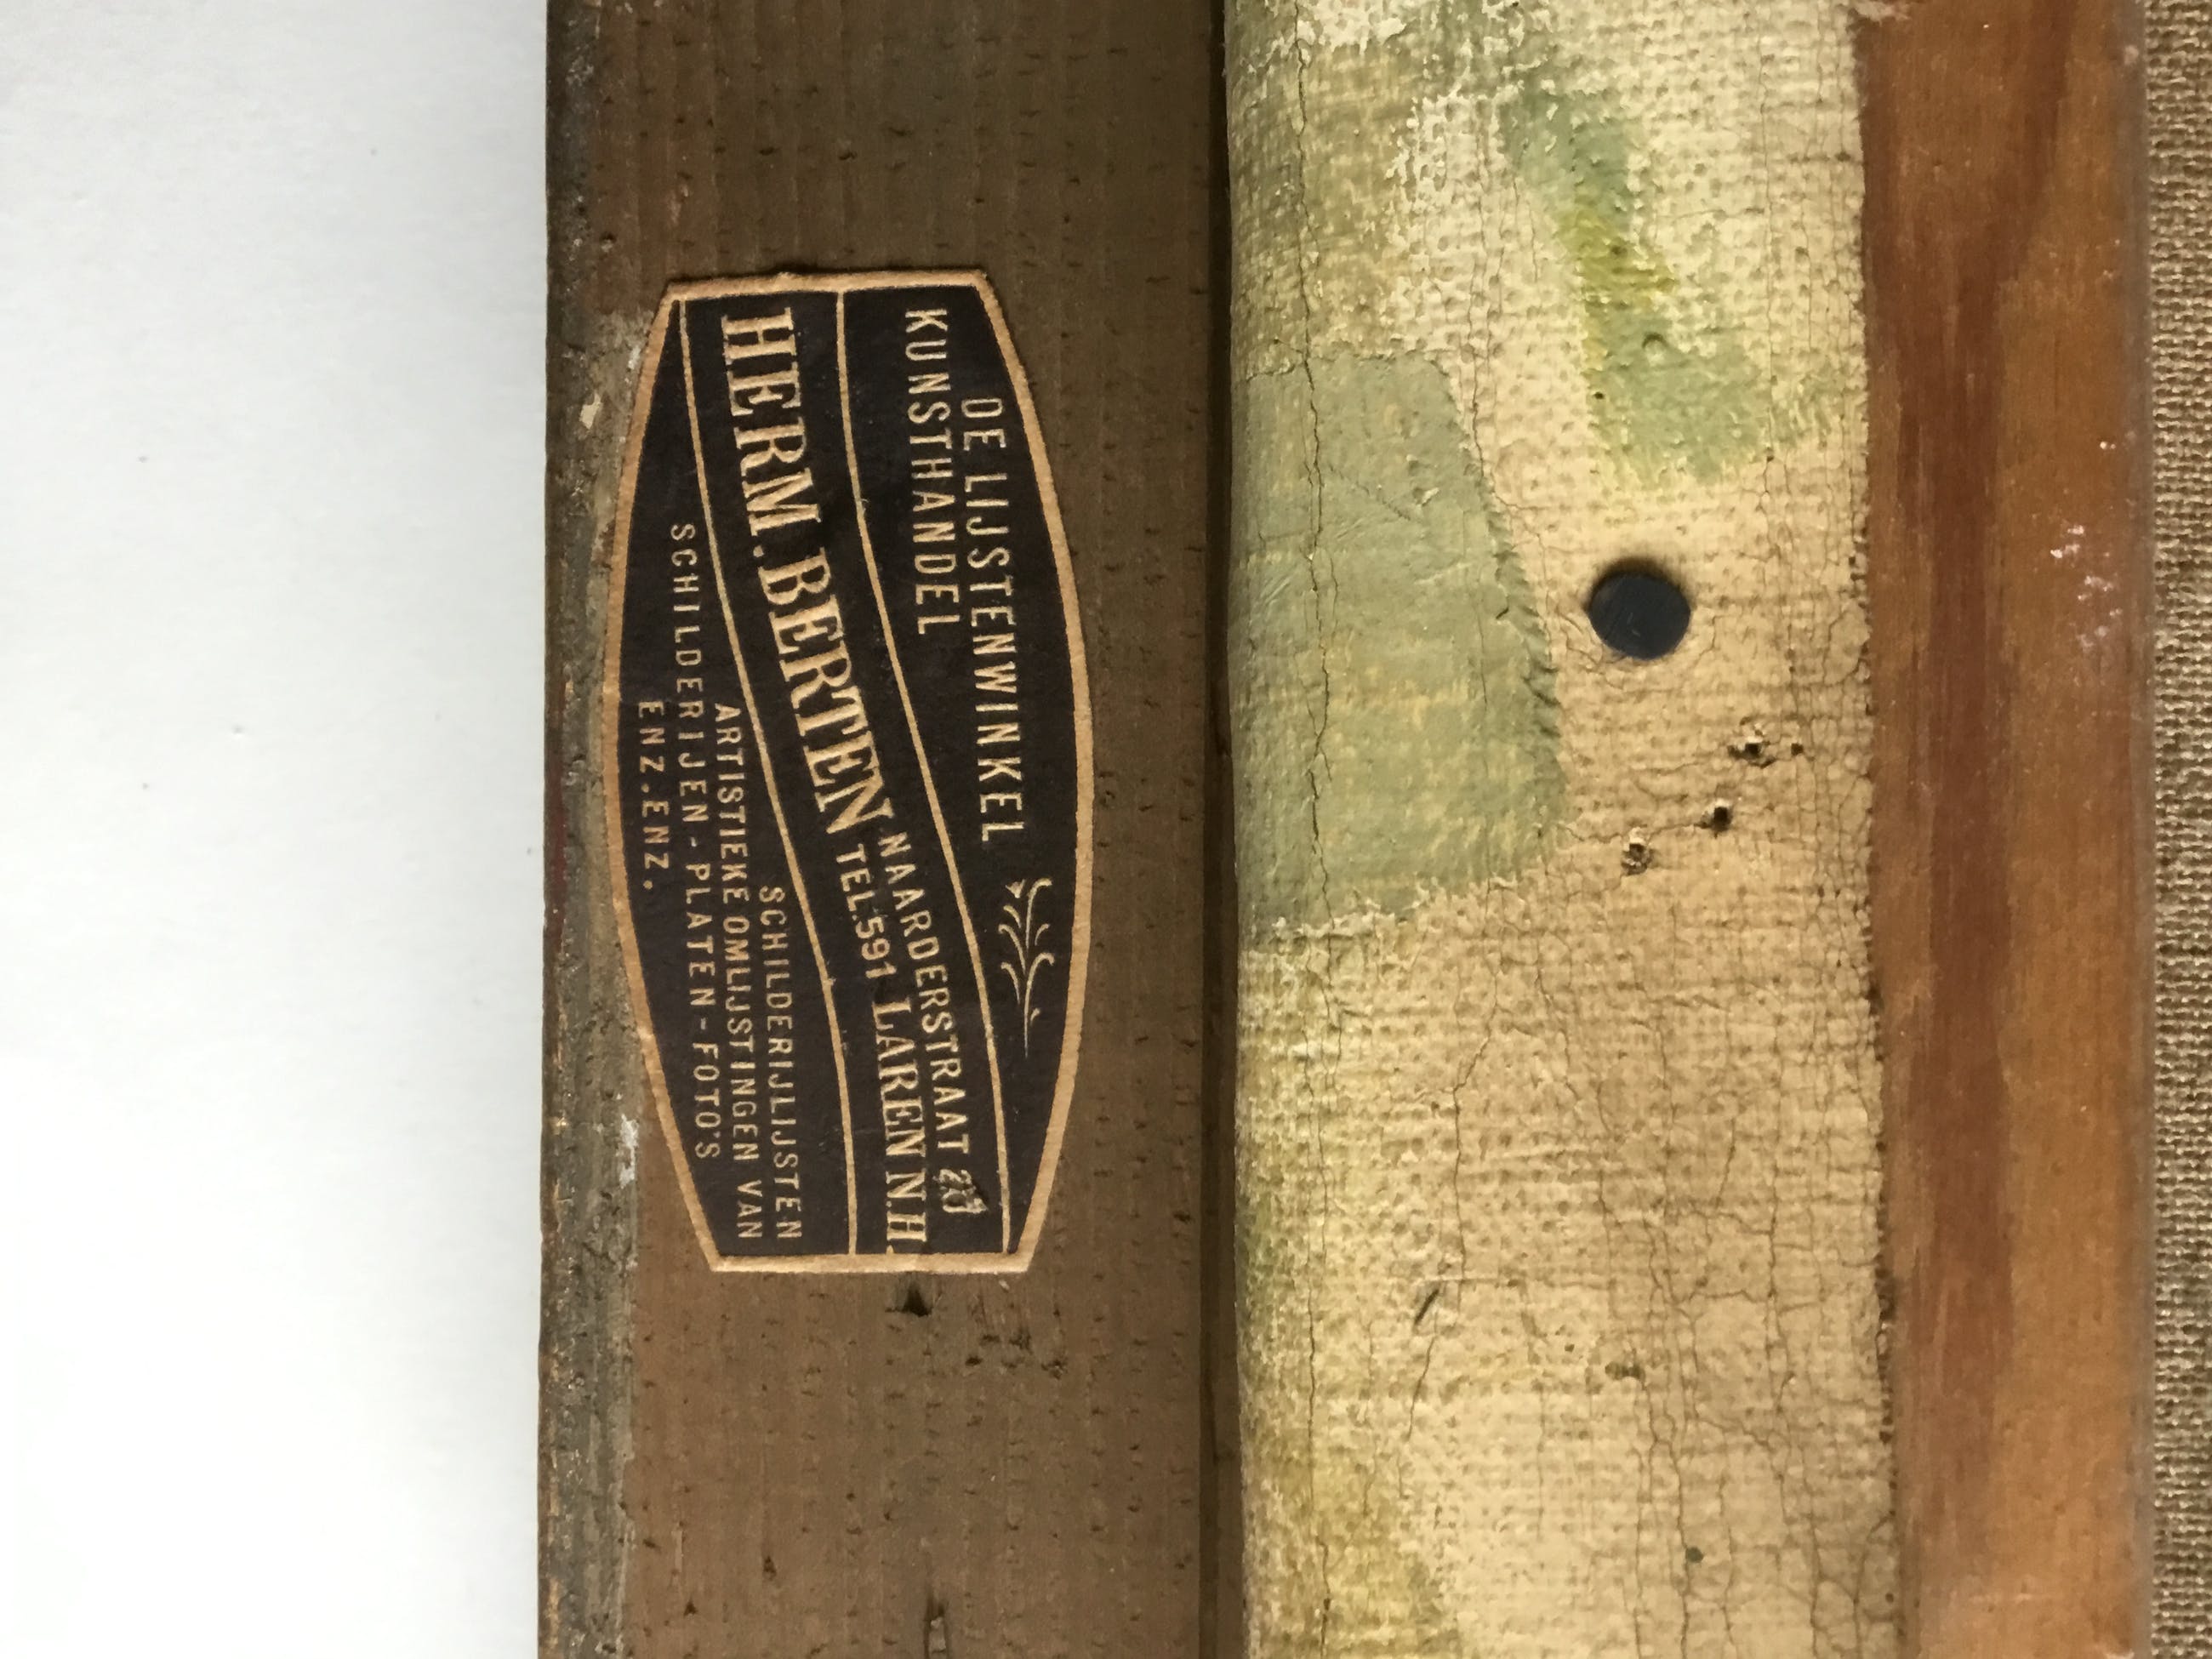 DE LIJSTENWINKEL
KUNSTHANDEL
HERM. BERTEN
NAARDERSTRAAT
TEL. 591 LAREN N.H.
SCHILDERIJLIJSTEN
ARTISTIEKE OMLIJSTINGEN VAN
SCHILDERIJEN-PLATEN-FOTO'S
ENZ. ENZ.